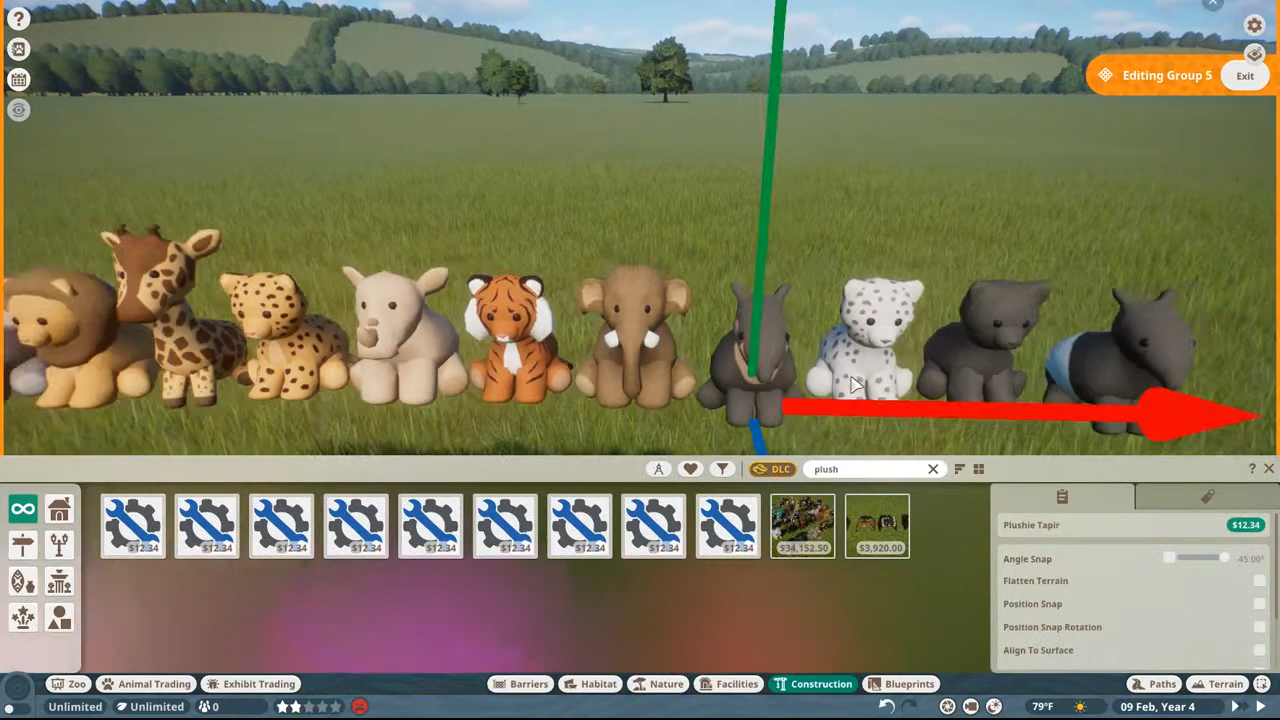 ?
Editing Group 5
Exit
DLC
plush
?
$12.34
$12.34
$12.34
$12.34
$12.34
$12.34
$12.34
$12.34
$12.34
$34,152.50
$3,920.00
Plushie Tapir
$12.34
Angle Snap
45.00°
Flatten Terrain
Position Snap
Position Snap Rotation
Align To Surface
Zoo
Animal Trading
Exhibit Trading
Barriers
Habitat
Nature
Facilities
Construction
Blueprints
Paths
Terrain
Unlimited
Unlimited
0
79°F
09 Feb, Year 4